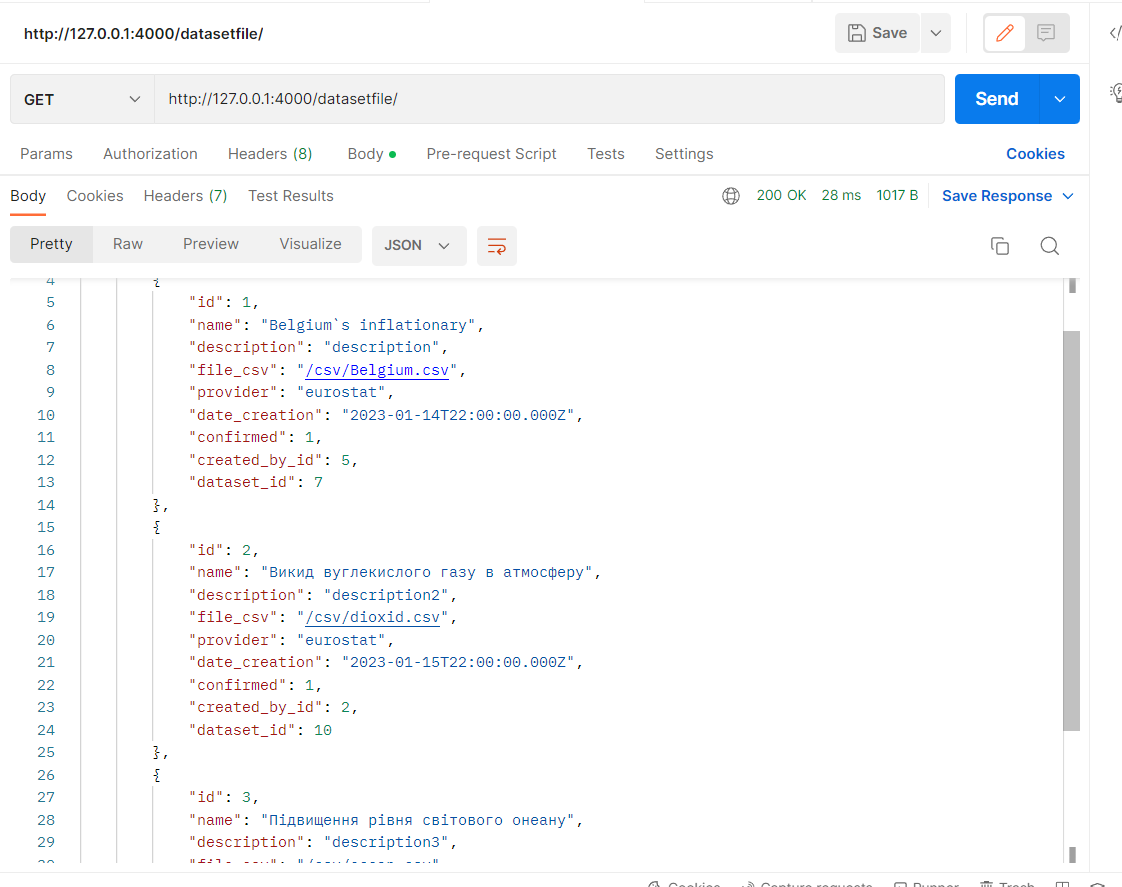 http://127.0.0.1:4000/datasetfile/
Save
</
GET
http://127.0.0.1:4000/datasetfile/
Send
Params Authorization Headers (8) Body Pre-request Script Tests Settings Cookies
Body Cookies Headers (7) Test Results 200 OK 28 ms 1017 B Save Response
Pretty Raw Preview Visualize JSON
4 {
5 "id": 1,
6 "name": "Belgium`s inflationary",
7 "description": "description",
8 "file_csv": "/csv/Belgium.csv",
9 "provider": "eurostat",
10 "date_creation": "2023-01-14T22:00:00.000Z",
11 "confirmed": 1,
12 "created_by_id": 5,
13 "dataset_id": 7
14 },
15 {
16 "id": 2,
17 "name": "Викид вуглекислого газу в атмосферу",
18 "description": "description2",
19 "file_csv": "/csv/dioxid.csv",
20 "provider": "eurostat",
21 "date_creation": "2023-01-15T22:00:00.000Z",
22 "confirmed": 1,
23 "created_by_id": 2,
24 "dataset_id": 10
25 },
26 {
27 "id": 3,
28 "name": "Підвищення рівня світового онеану",
29 "description": "description3",
Cookies Capture requests Runner Trash